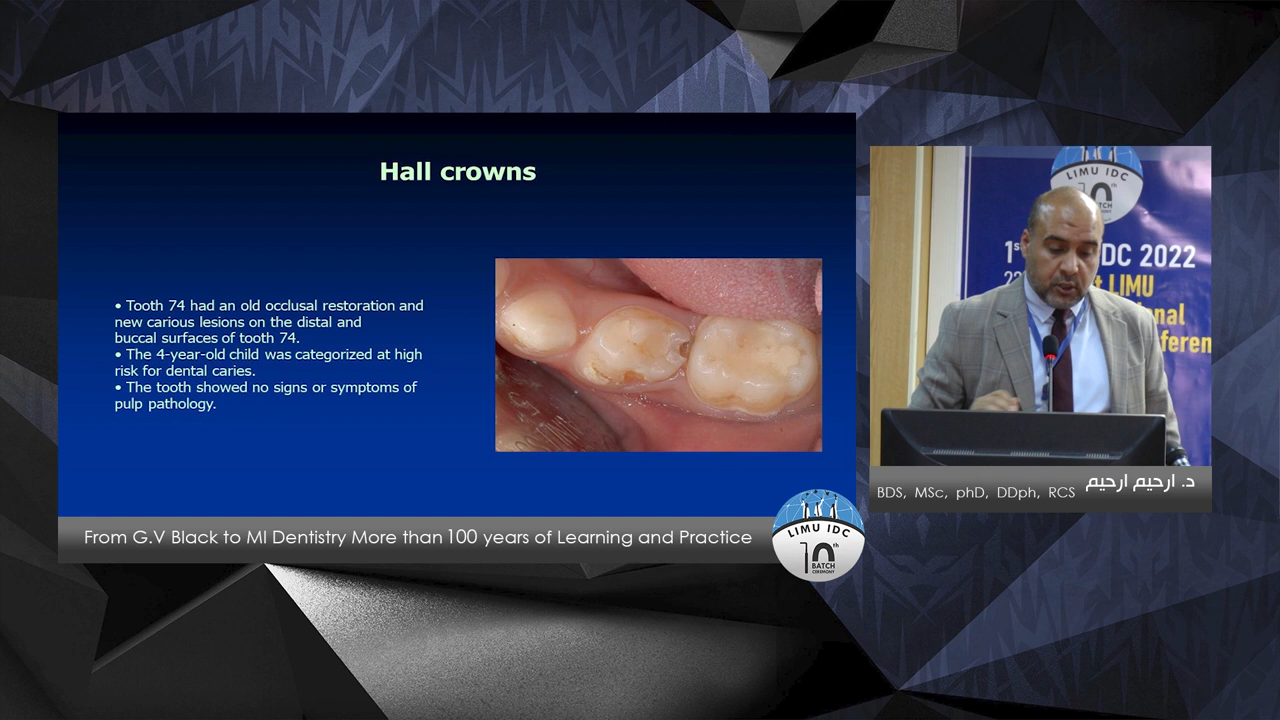 Hall crowns
• Tooth 74 had an old occlusal restoration and
new carious lesions on the distal and
buccal surfaces of tooth 74.
• The 4-year-old child was categorized at high
risk for dental caries.
• The tooth showed no signs or symptoms of
pulp pathology.
From G.V Black to MI Dentistry More than 100 years of Learning and Practice
LIMU IDC
10th
BATCH
CEREMONY
LIMU IDC
1st
DC 2022
LIMU
BDS, MSc, phD, DDph, RCS
د. ارحيم ارحيم